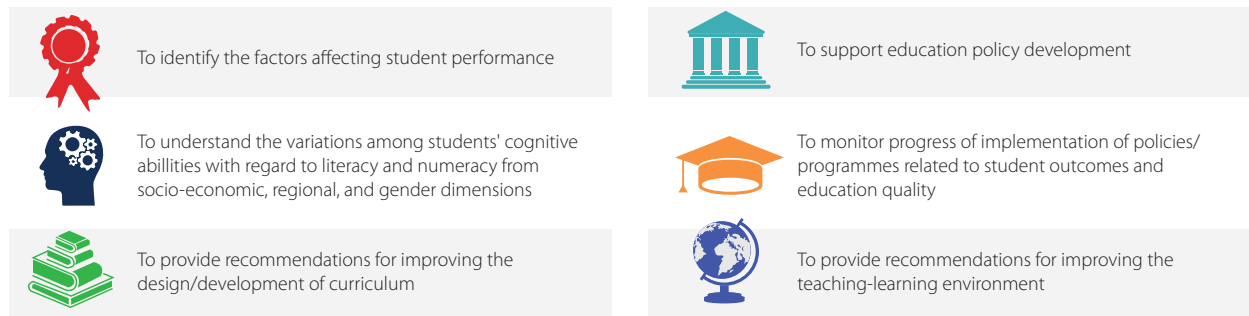 To identify the factors affecting student performance
To understand the variations among students' cognitive
abillities with regard to literacy and numeracy from
socio-economic, regional, and gender dimensions
To provide recommendations for improving the
design/development of curriculum
To support education policy development
To monitor progress of implementation of policies/
programmes related to student outcomes and
education quality
To provide recommendations for improving the
teaching-learning environment